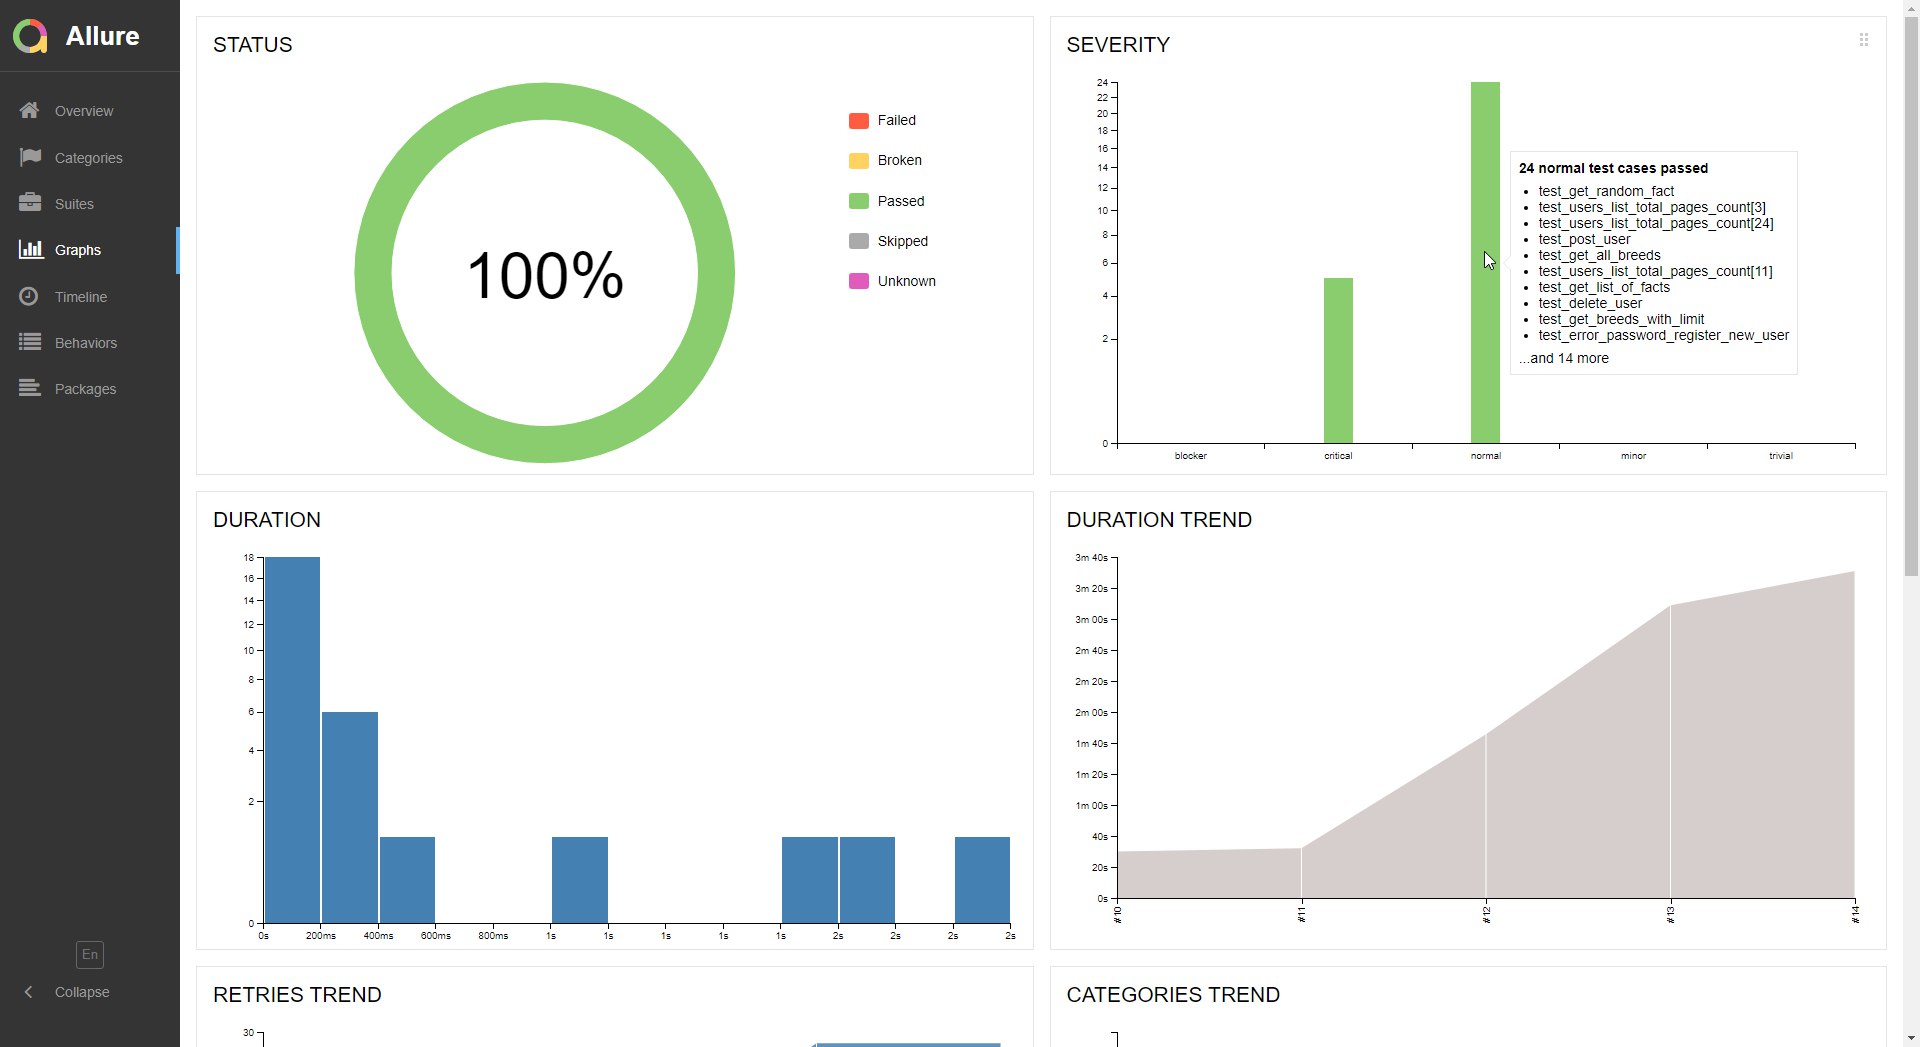 Allure
Overview
Categories
Suites
Graphs
Timeline
Behaviors
Packages
En
Collapse
STATUS
100%
Failed
Broken
Passed
Skipped
Unknown
SEVERITY
24
22
20
18
16
14
12
10
8
6
4
2
0
blocker critical normal minor trivial
24 normal test cases passed
test_get_random_fact
test_users_list_total_pages_count[3]
test_users_list_total_pages_count[24]
test_post_user
test_get_all_breeds
test_users_list_total_pages_count[11]
test_get_list_of_facts
test_delete_user
test_get_breeds_with_limit
test_error_password_register_new_user
...and 14 more
DURATION
18
16
14
12
10
8
6
4
2
0
0s 200ms 400ms 600ms 800ms 1s 1s 1s 1s 1s 2s 2s 2s 2s
DURATION TREND
3m 40s
3m 20s
3m 00s
2m 40s
2m 20s
2m 00s
1m 40s
1m 20s
1m 00s
40s
20s
0s
#10 #11 #12 #13 #14
RETRIES TREND
30
CATEGORIES TREND